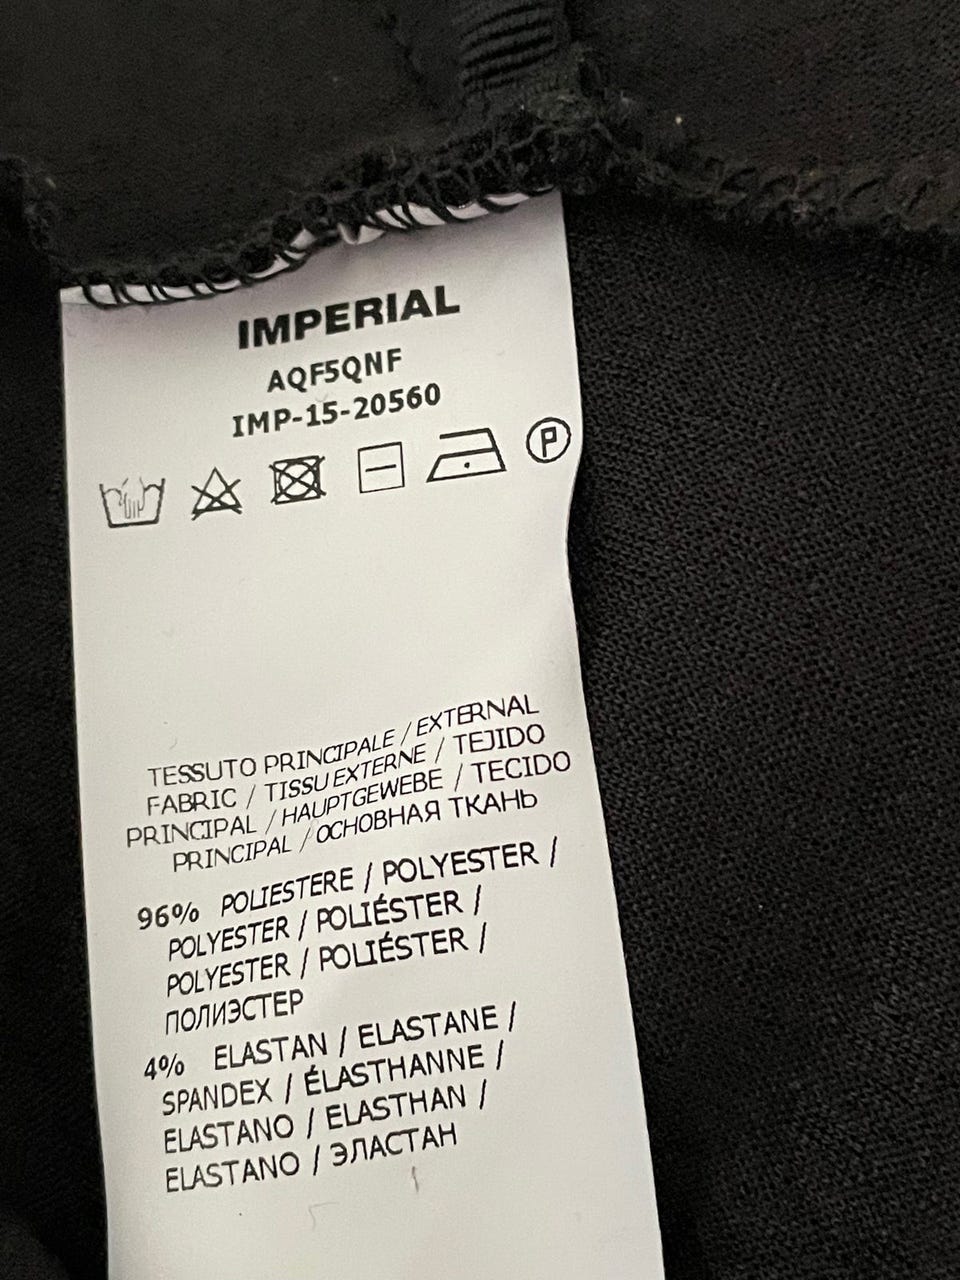 IMPERIAL
AQF5QNF
IMP-15-20560
P
TESSUTO PRINCIPALE / EXTERNAL
FABRIC / TISSU EXTERNE / TEJIDO
PRINCIPAL / HAUPTGEWEBE / TECIDO
PRINCIPAL / ОСНОВНАЯ ТКАНЬ
96% POLIESTERE / POLYESTER /
POLYESTER / POLIÉSTER /
POLYESTER / POLIÉSTER /
ПОЛИЭСТЕР
4% ELASTAN / ELASTANE /
SPANDEX / ÉLASTHANNE /
ELASTANO / ELASTHAN /
ELASTANO / ЭЛАСТАН